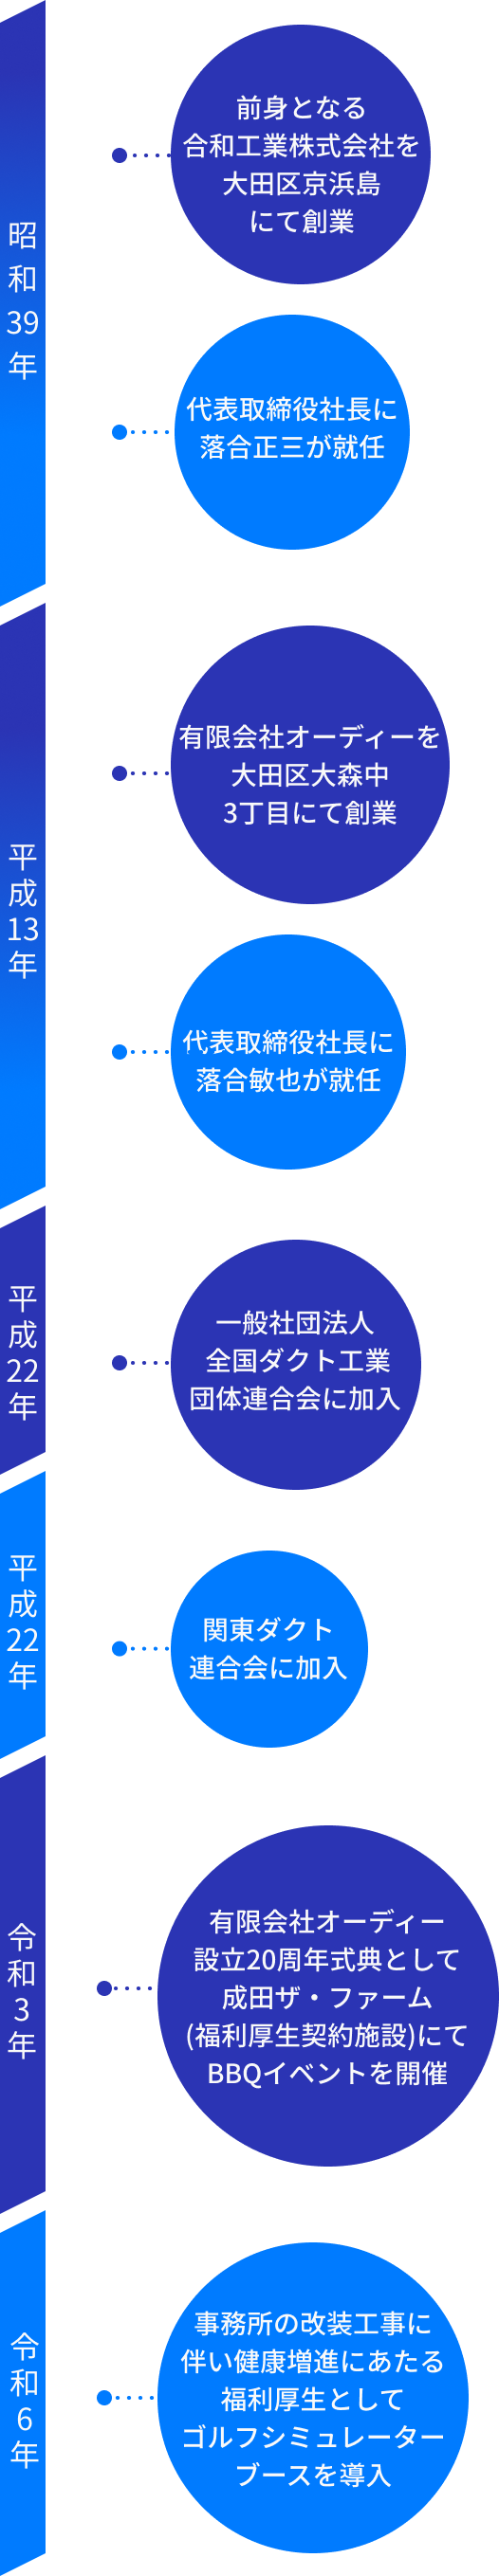 昭
和
39
年
前身となる
合和工業株式会社を
大田区京浜島
にて創業
代表取締役社長に
落合正三が就任
平
成
13
年
有限会社オーディーを
大田区大森中
3丁目にて創業
代表取締役社長に
落合敏也が就任
平
成
22
年
一般社団法人
全国ダクト工業
団体連合会に加入
平
成
22
年
関東ダクト
連合会に加入
令
和
3
年
有限会社オーディー
設立20周年式典として
成田ザ・ファーム
(福利厚生契約施設)にて
BBQイベントを開催
令
和
6
年
事務所の改装工事に
伴い健康増進にあたる
福利厚生として
ゴルフシミュレーター
ブースを導入